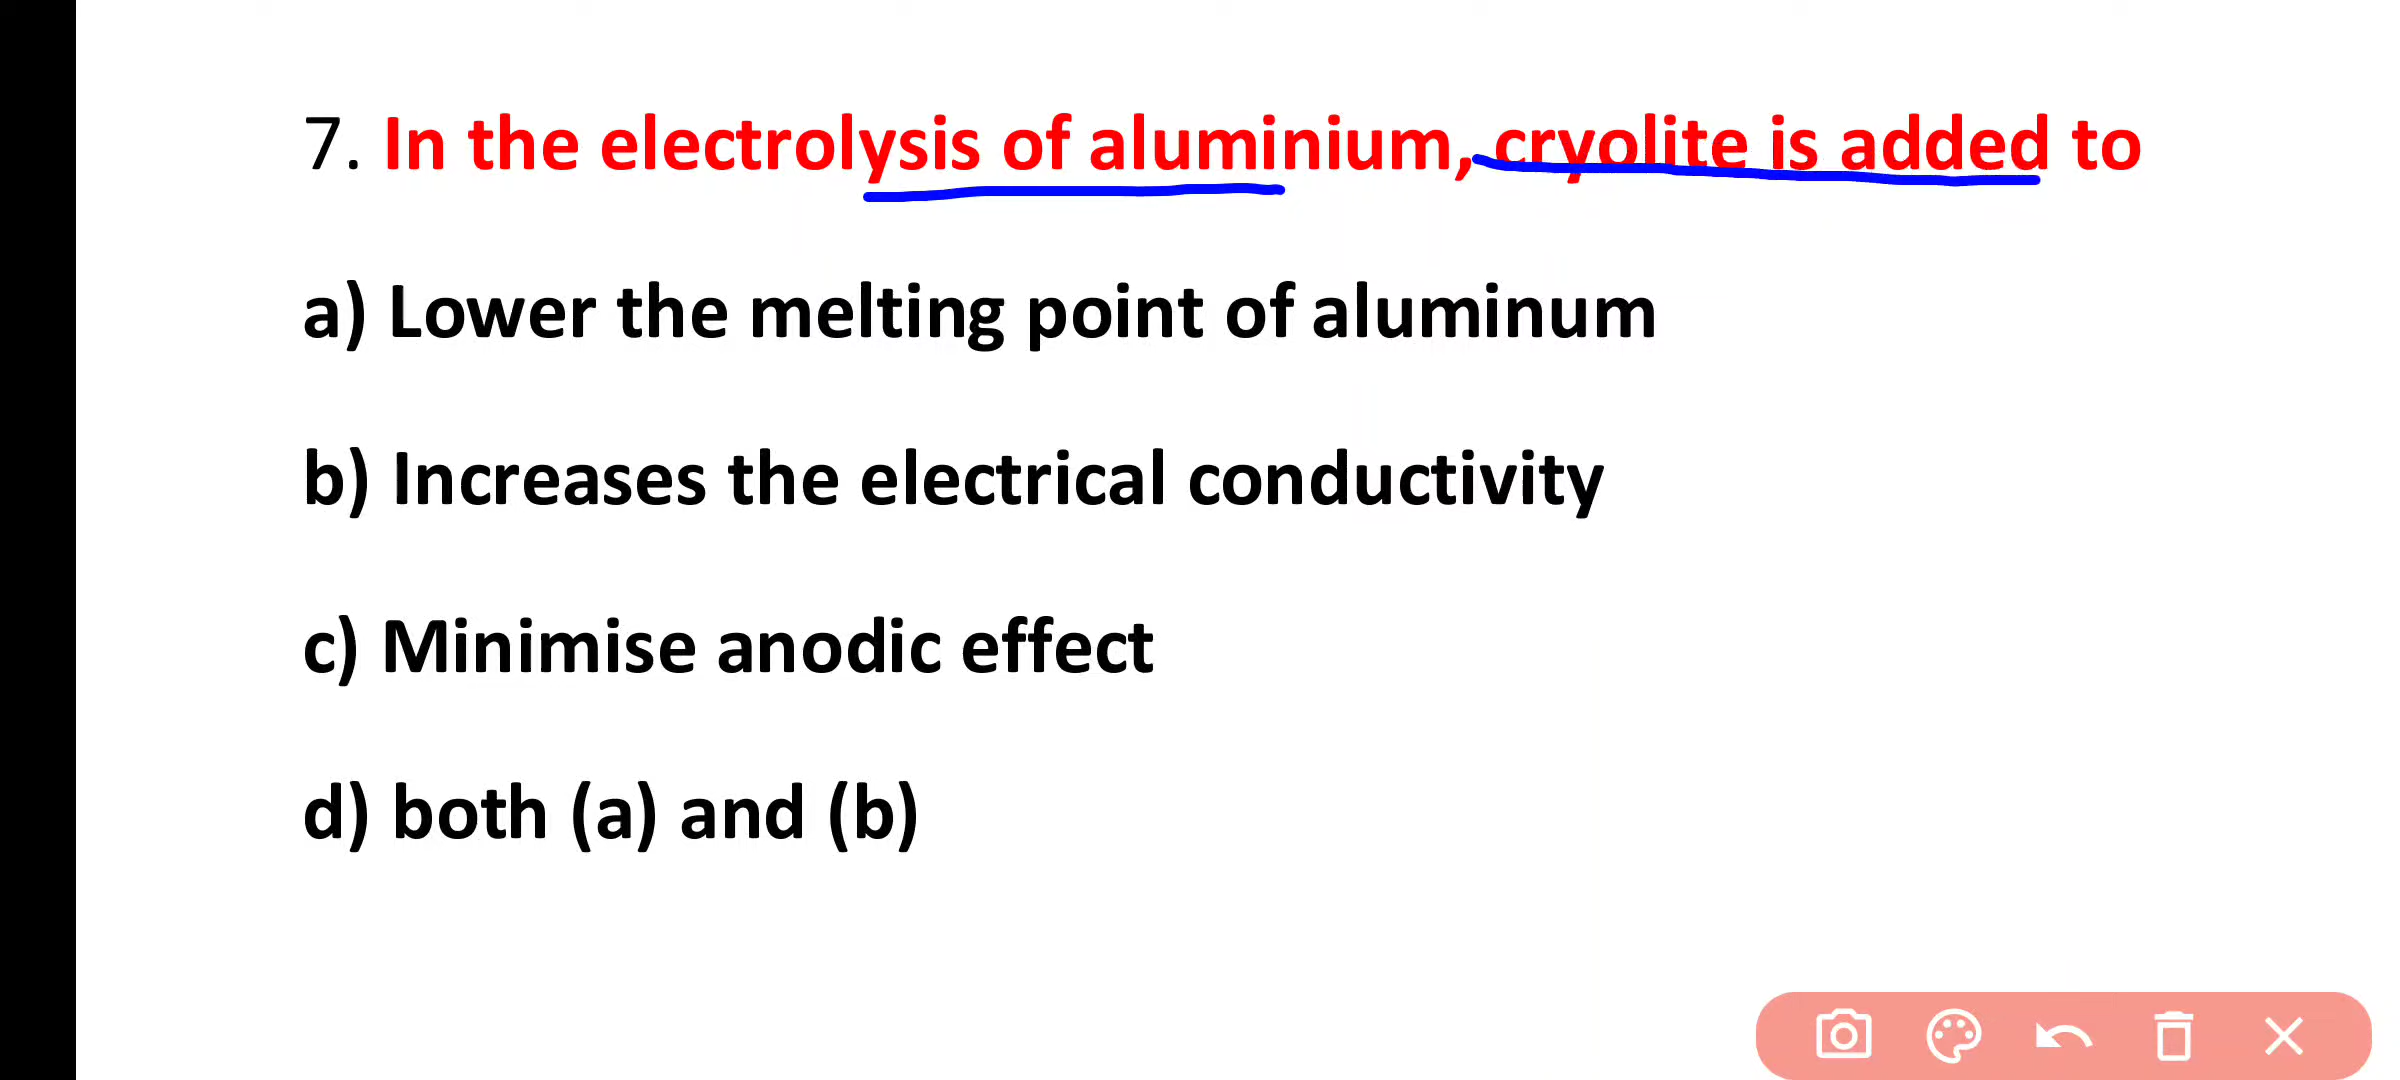 7. In the electrolysis of aluminium, cryolite is added to
a) Lower the melting point of aluminum
b) Increases the electrical conductivity
c) Minimise anodic effect
d) both (a) and (b)